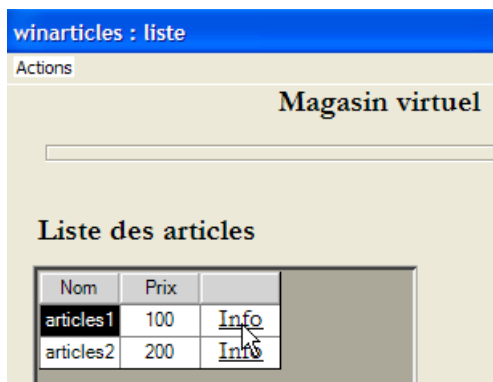 winarticles : liste
Actions
Magasin virtuel
Liste des articles
Nom Prix
articles1 100 Info
articles2 200 Info